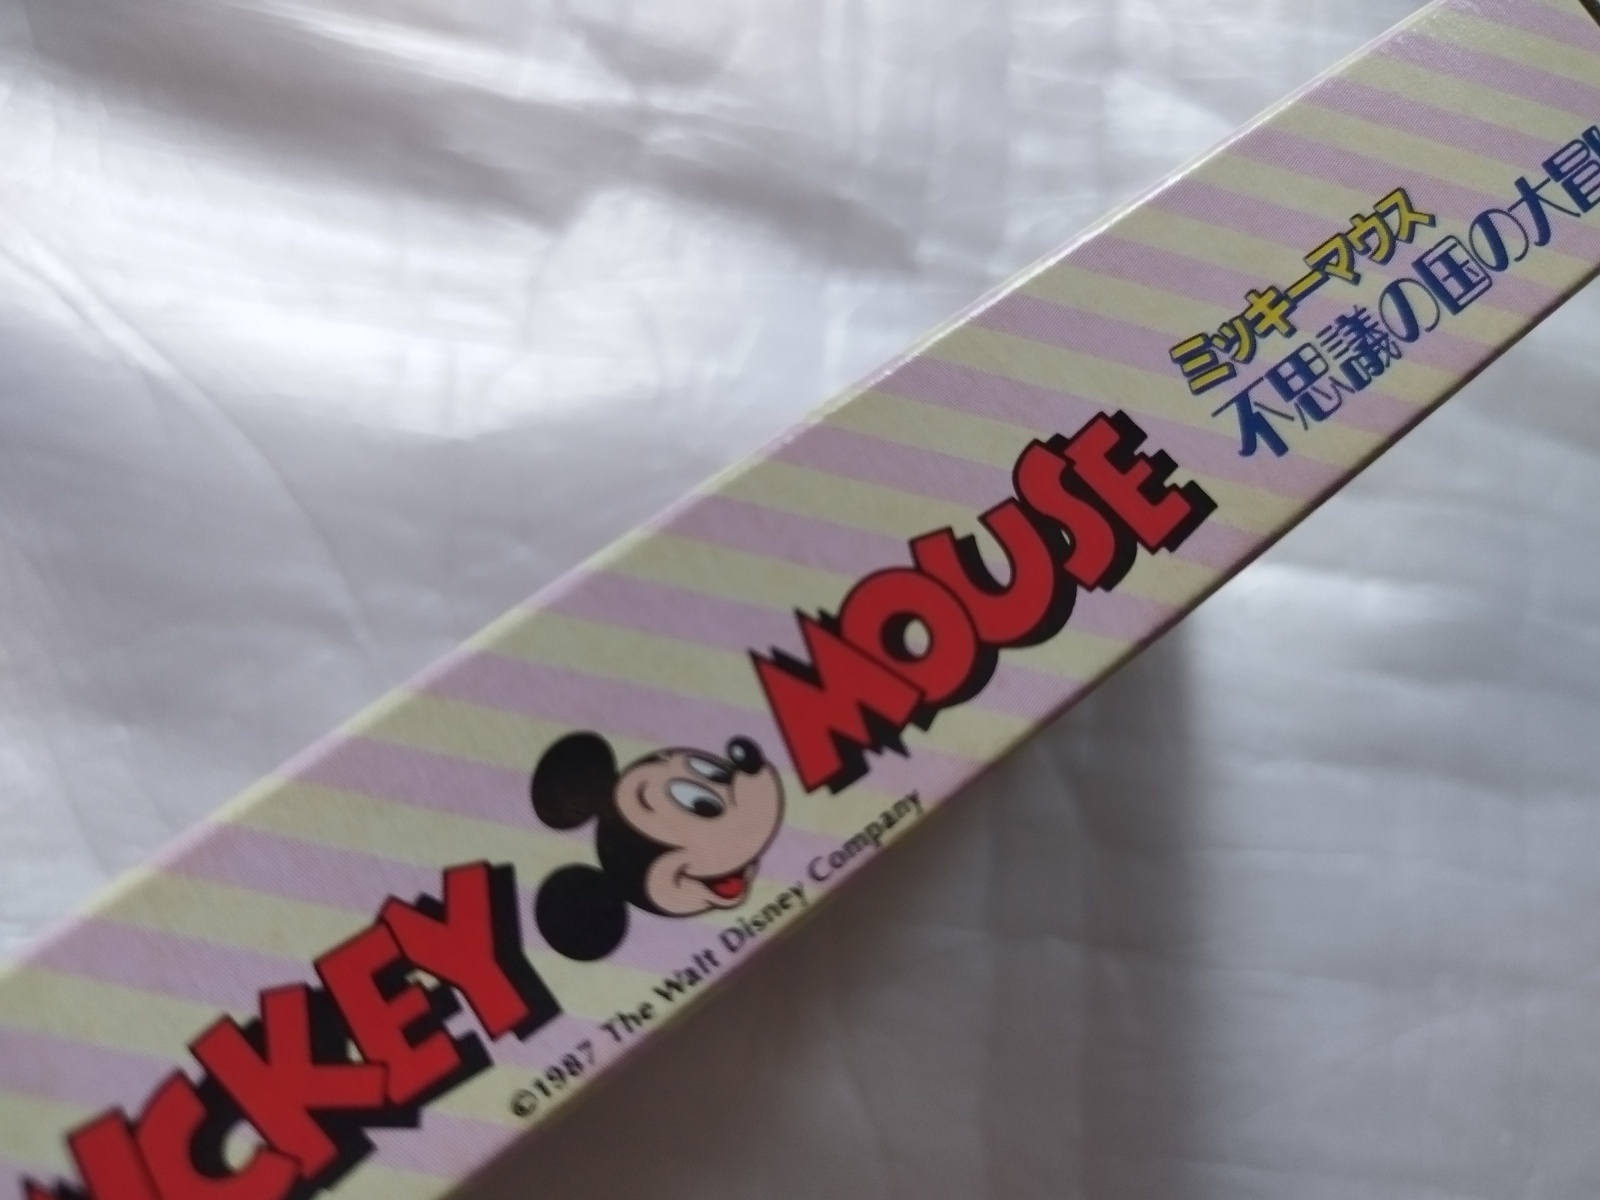 MICKEY MOUSE
ミッキーマウス
不思議の国の大冒
©1987 The Walt Disney Company